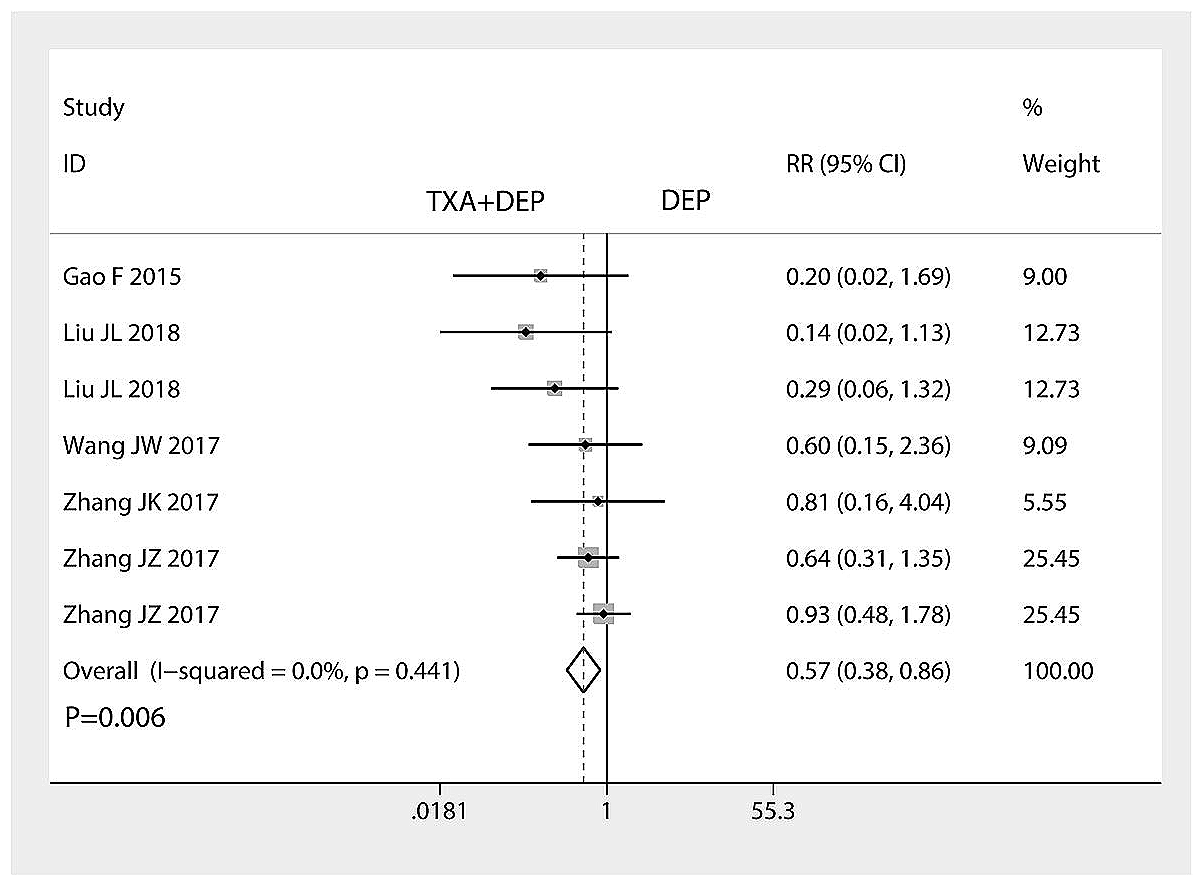 Study %
ID RR (95% CI) Weight
TXA+DEP DEP
Gao F 2015 0.20 (0.02, 1.69) 9.00
Liu JL 2018 0.14 (0.02, 1.13) 12.73
Liu JL 2018 0.29 (0.06, 1.32) 12.73
Wang JW 2017 0.60 (0.15, 2.36) 9.09
Zhang JK 2017 0.81 (0.16, 4.04) 5.55
Zhang JZ 2017 0.64 (0.31, 1.35) 25.45
Zhang JZ 2017 0.93 (0.48, 1.78) 25.45
Overall (I−squared = 0.0%, p = 0.441) 0.57 (0.38, 0.86) 100.00
P=0.006
.0181 1 55.3